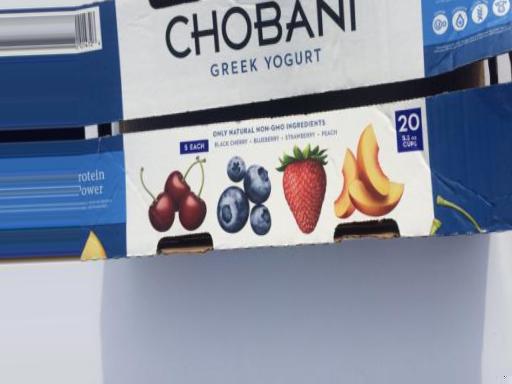 CHOBANI
GREEK YOGURT
ONLY NATURAL NON-GMO INGREDIENTS
BLACK CHERRY • BLUEBERRY • STRAWBERRY • PEACH
5 EACH
20
5.3 oz
CUPS
rotein
Power